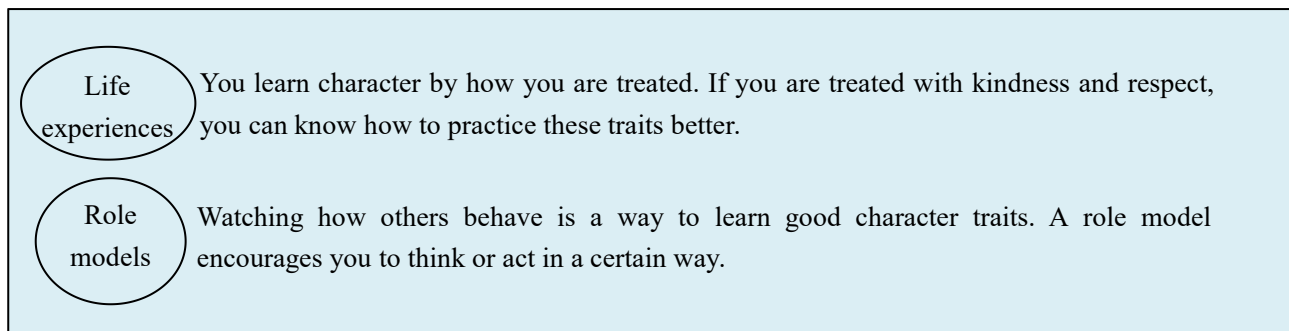 Life
experiences
You learn character by how you are treated. If you are treated with kindness and respect,
you can know how to practice these traits better.
Role
models
Watching how others behave is a way to learn good character traits. A role model
encourages you to think or act in a certain way.